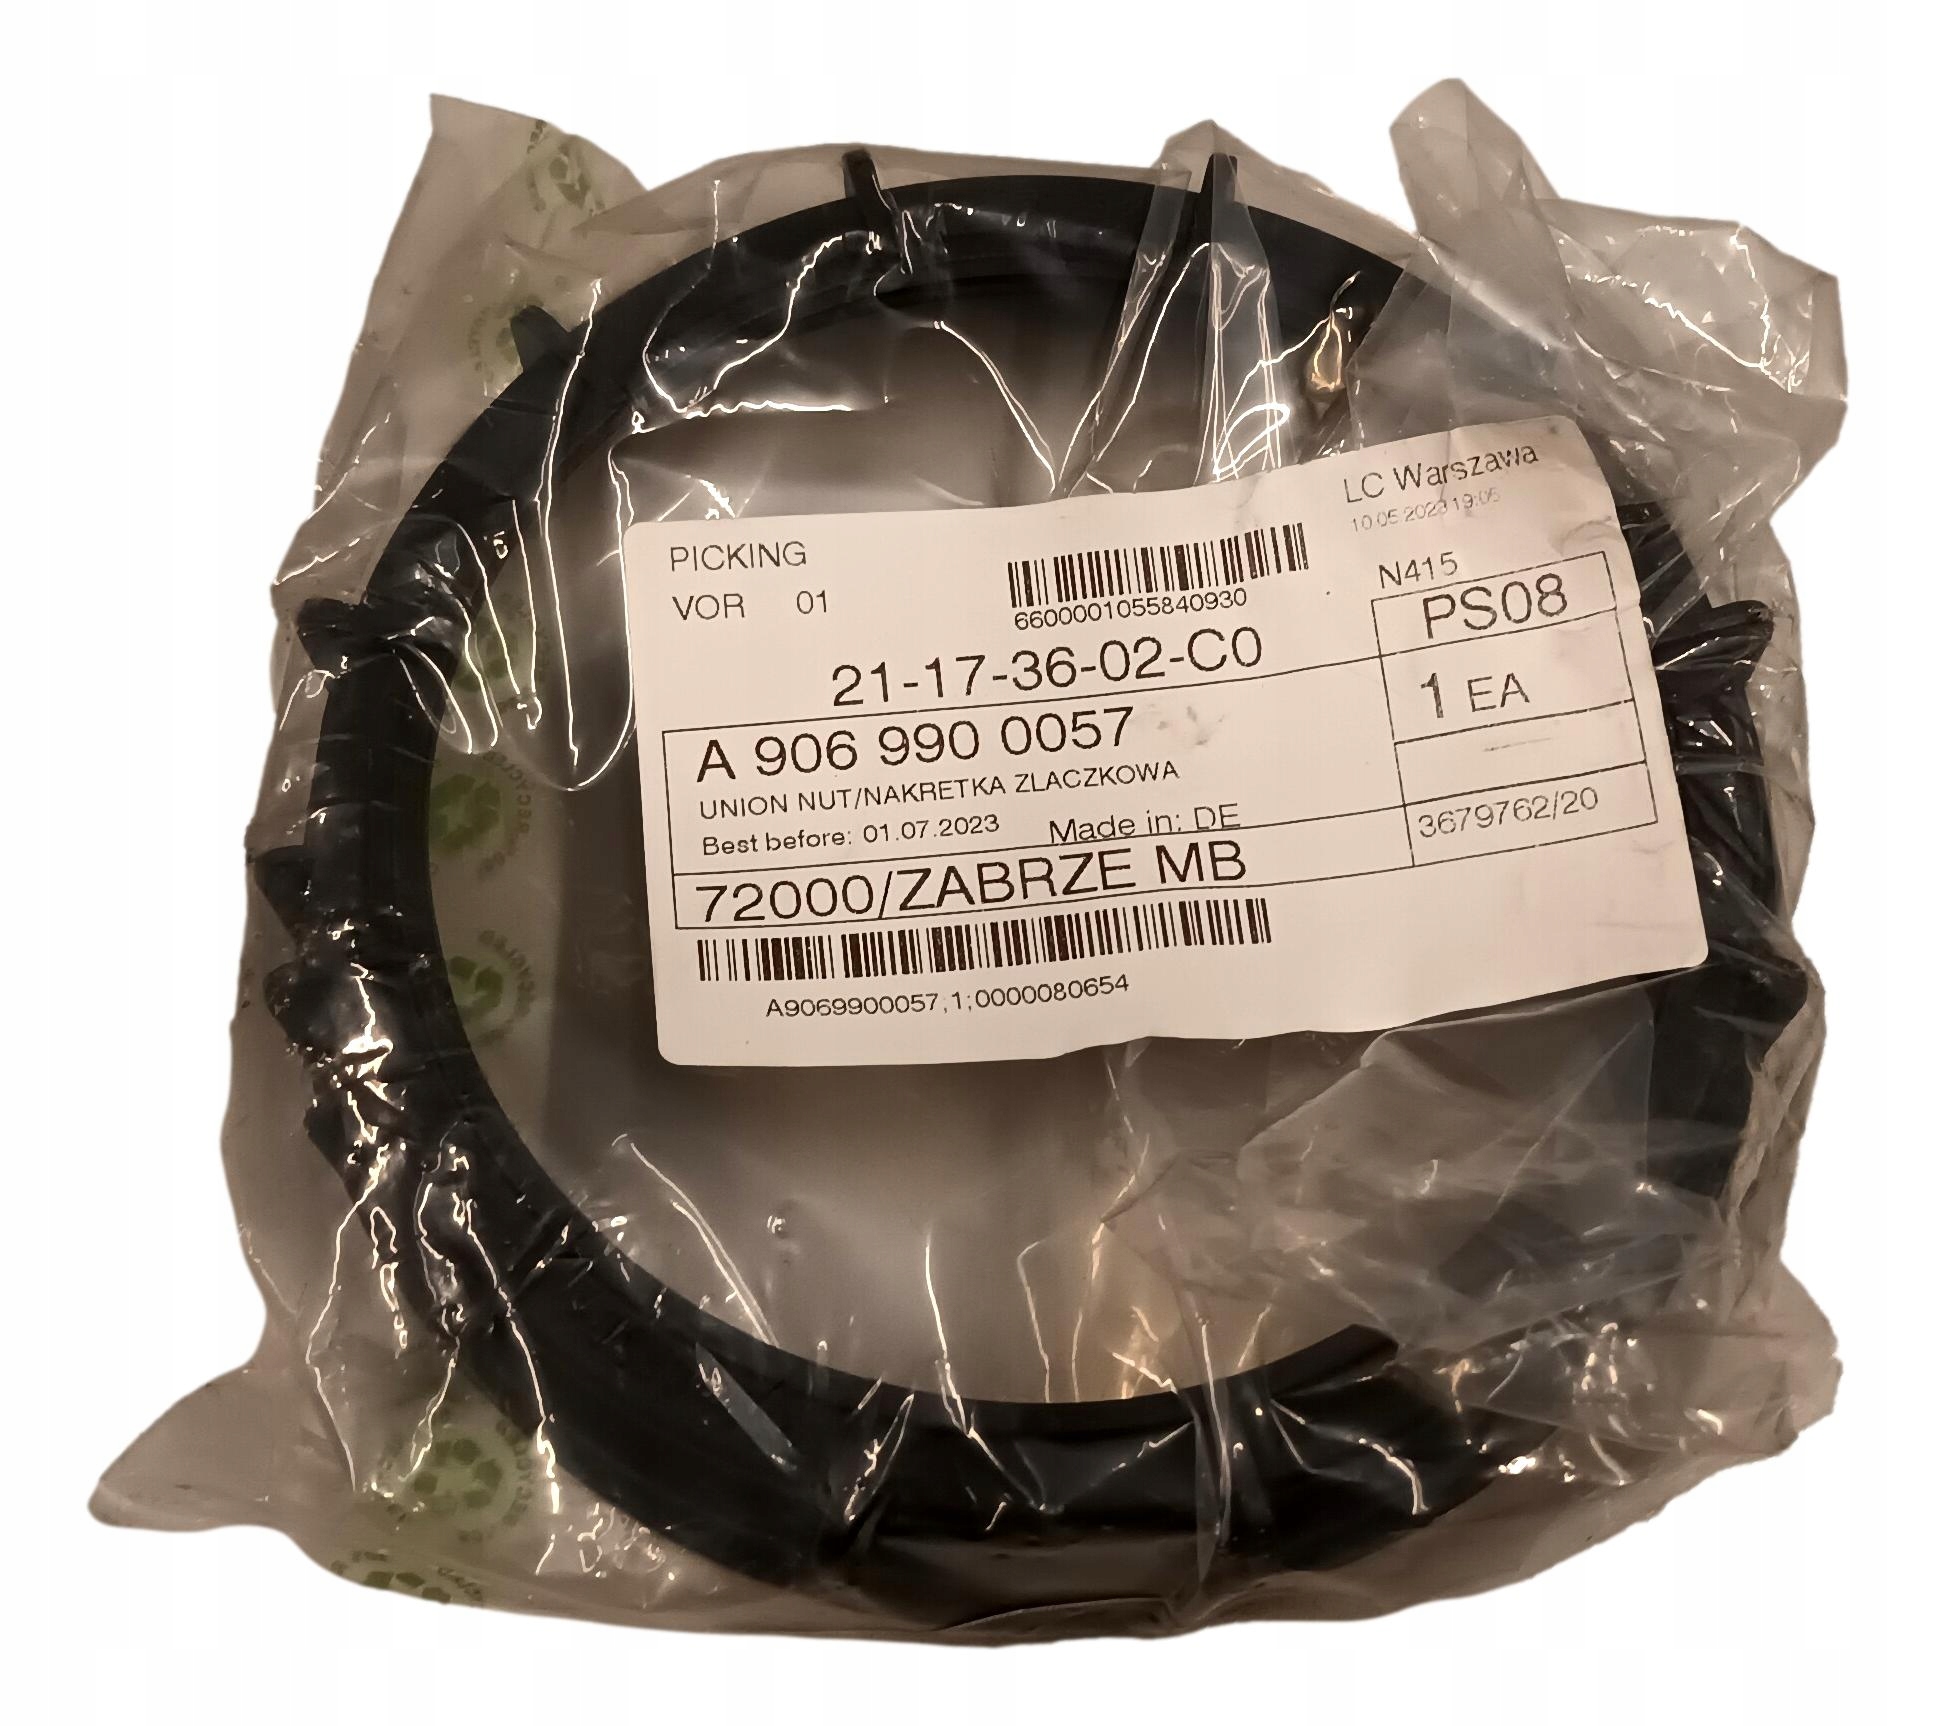 LC Warszawa
10.05.2023 19:05
PICKING
VOR 01
6600001055840930
N415
PS08
21-17-36-02-C0
1 EA
A 906 990 0057
UNION NUT/NAKRETKA ZLACZKOWA
Best before: 01.07.2023 Made in: DE
3679762/20
72000/ZABRZE MB
A9069900057;1;0000080654